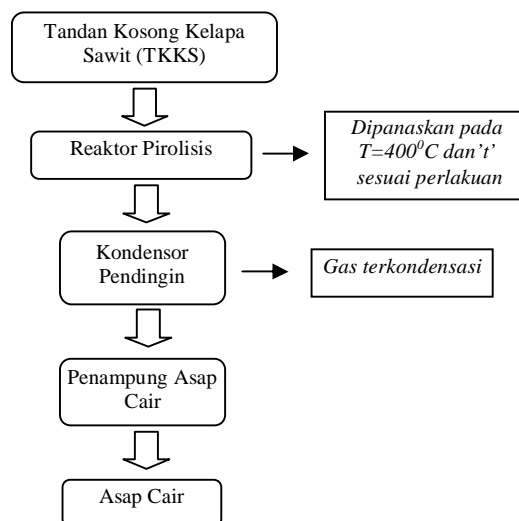 Tandan Kosong Kelapa
Sawit (TKKS)
Reaktor Pirolisis
Dipanaskan pada
T=400⁰C dan't'
sesuai perlakuan
Kondensor
Pendingin
Gas terkondensasi
Penampung Asap
Cair
Asap Cair